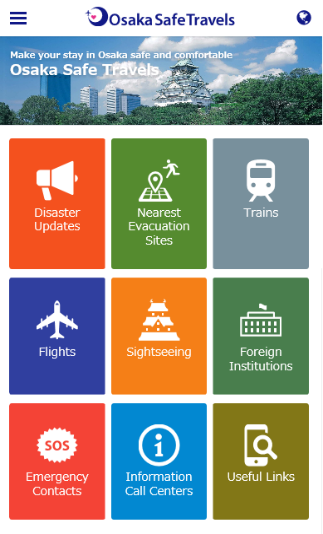 Osaka Safe Travels
Make your stay in Osaka safe and comfortable
Osaka Safe Travels
Disaster
Updates
Nearest
Evacuation
Sites
Trains
Flights
Sightseeing
Foreign
Institutions
SOS
Emergency
Contacts
Information
Call Centers
Useful Links